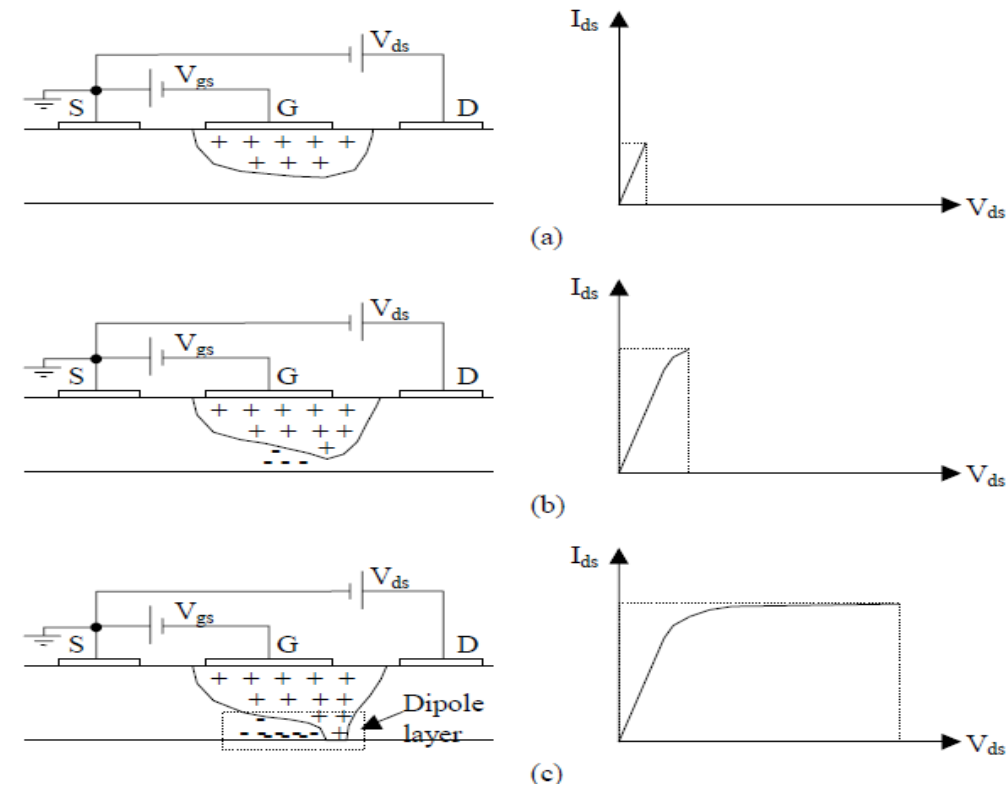 V_ds
V_gs
S G D
+ + + + +
+ + +
I_ds
V_ds
(a)
V_ds
V_gs
S G D
+ + + + +
+ + + +
- +
- - -
I_ds
V_ds
(b)
V_ds
V_gs
S G D
+ + + + +
+ + + +
- + +
- - - - - - +
Dipole
layer
I_ds
V_ds
(c)